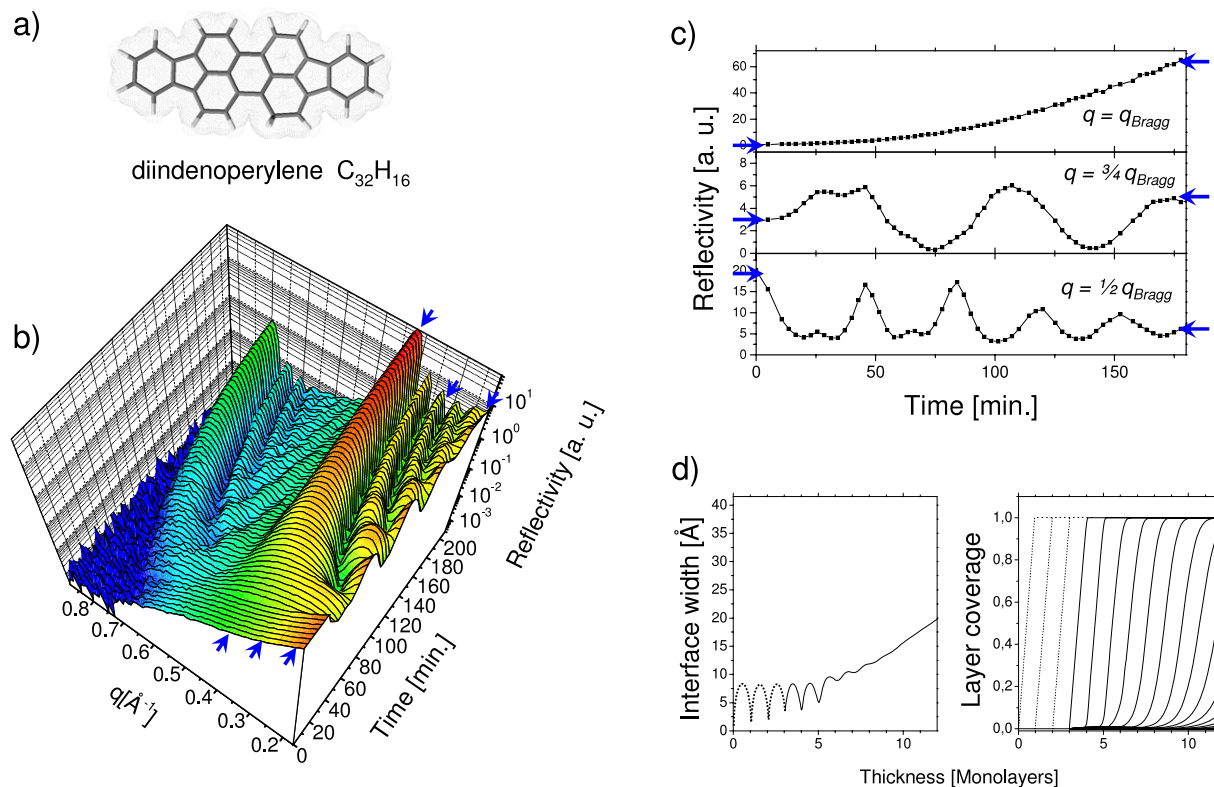 a)
diindenoperylene C₃₂H₁₆
b)
10¹
10⁰
10⁻¹
10⁻²
10⁻³
Reflectivity [a. u.]
200
180
160
140
120
100
80
60
40
20
0
Time [min.]
0.8
0.7
0.6
0.5
0.4
0.3
0.2
q[Å⁻¹]
c)
60
40
20
0
q = q_Bragg
8
6
4
2
0
q = ¾ q_Bragg
20
15
10
5
0
q = ½ q_Bragg
Reflectivity [a. u.]
0 50 100 150
Time [min.]
d)
40
35
30
25
20
15
10
5
0
Interface width [Å]
0 5 10
1,0
0,8
0,6
0,4
0,2
0,0
Layer coverage
0 5 10
Thickness [Monolayers]